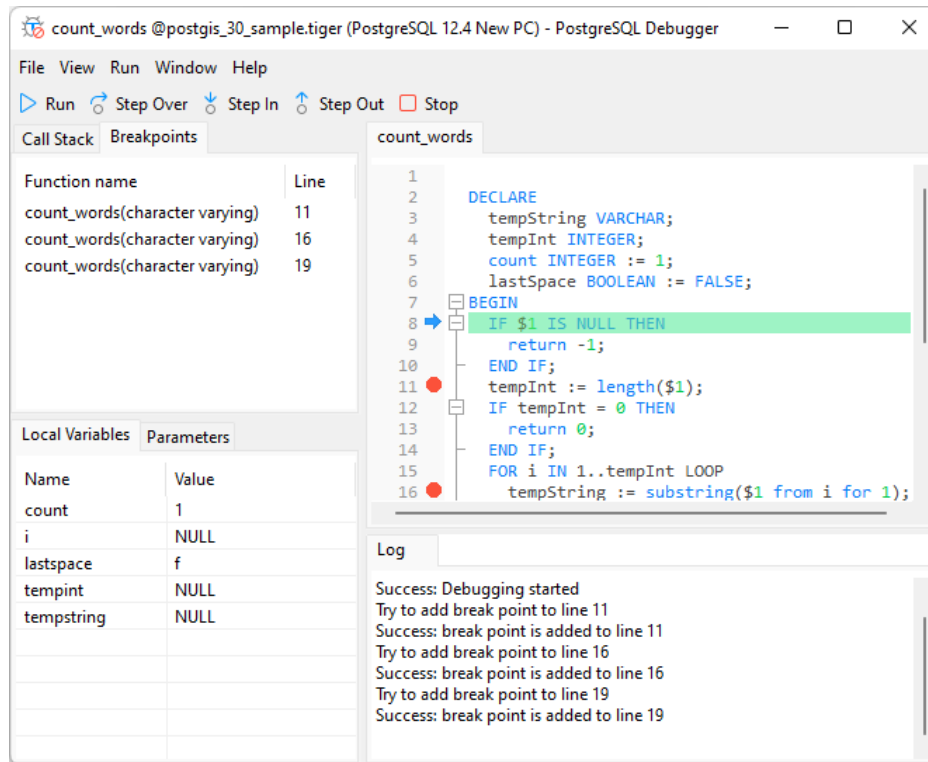 count_words @postgis_30_sample.tiger (PostgreSQL 12.4 New PC) - PostgreSQL Debugger
File View Run Window Help
Run Step Over Step In Step Out Stop
Call Stack Breakpoints
Function name Line
count_words(character varying) 11
count_words(character varying) 16
count_words(character varying) 19
Local Variables Parameters
Name Value
count 1
i NULL
lastspace f
tempint NULL
tempstring NULL
count_words
1
2 DECLARE
3 tempString VARCHAR;
4 tempInt INTEGER;
5 count INTEGER := 1;
6 lastSpace BOOLEAN := FALSE;
7 BEGIN
8 IF $1 IS NULL THEN
9 return -1;
10 END IF;
11 tempInt := length($1);
12 IF tempInt = 0 THEN
13 return 0;
14 END IF;
15 FOR i IN 1..tempInt LOOP
16 tempString := substring($1 from i for 1);
Log
Success: Debugging started
Try to add break point to line 11
Success: break point is added to line 11
Try to add break point to line 16
Success: break point is added to line 16
Try to add break point to line 19
Success: break point is added to line 19